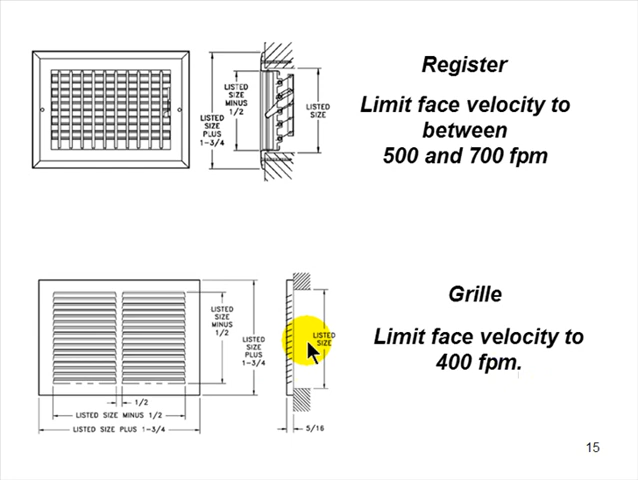 Register
Limit face velocity to
between
500 and 700 fpm
LISTED
SIZE
MINUS
1/2
LISTED
SIZE
LISTED
SIZE
PLUS
1-3/4
Grille
Limit face velocity to
400 fpm.
LISTED
SIZE
MINUS
1/2
LISTED
SIZE
PLUS
1-3/4
LISTED
SIZE
1/2
LISTED SIZE MINUS 1/2
LISTED SIZE PLUS 1-3/4
5/16
15